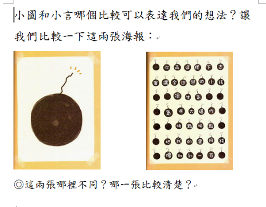 小圖和小言哪個比較可以表達我們的想法？讓
我們比較一下這兩張海報：
◎這兩張哪裡不同？哪一張比較清楚？